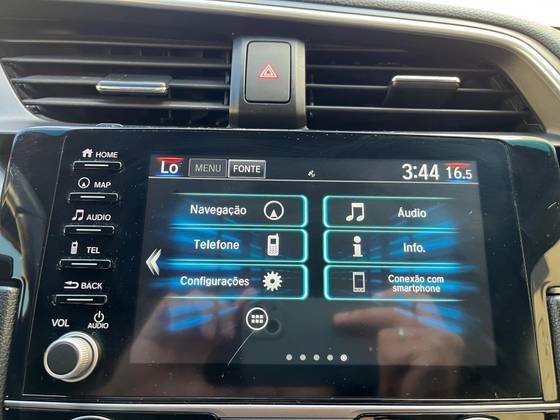 HOME
MAP
AUDIO
TEL
BACK
VOL AUDIO
Lo MENU FONTE 3:44 16.5
Navegação Áudio
Telefone Info.
Configurações Conexão com
smartphone